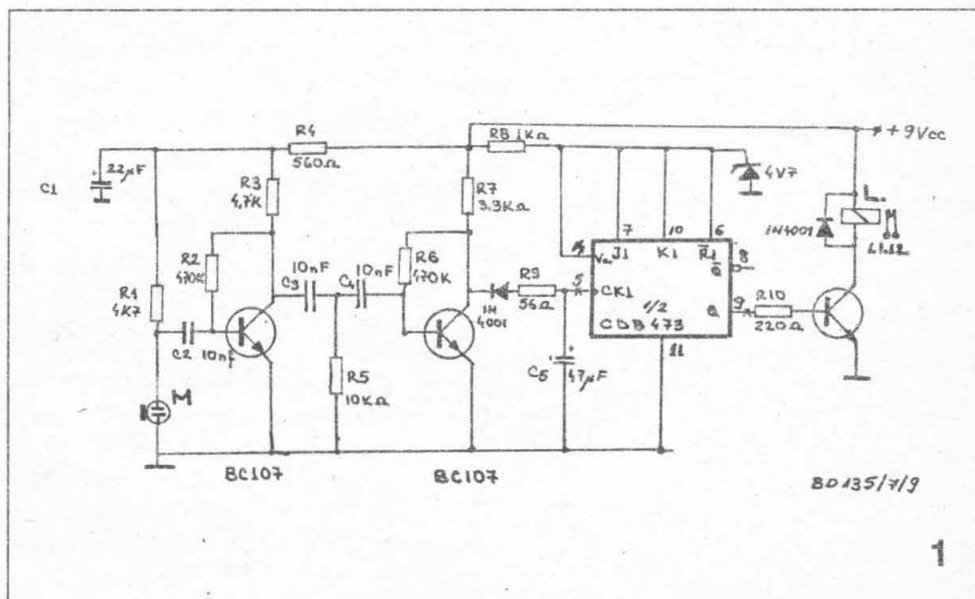 +9Vcc
R4
560Ω
R8 1KΩ
22µF
C1
R3
4,7K
R7
3.3KΩ
4V7
L.
R2
470K
R6
470K
10nF
C3
10nF
C4
7
10
6
J1
K1
R1
8
14
Vcc
5
CK1
1/2
CDB 473
Q
9
11
R9
56Ω
1N
4001
1N4001
R10
220Ω
R1
4K7
C2
10nF
R5
10KΩ
C5
47µF
M
BC107
BC107
BD135/7/9
1